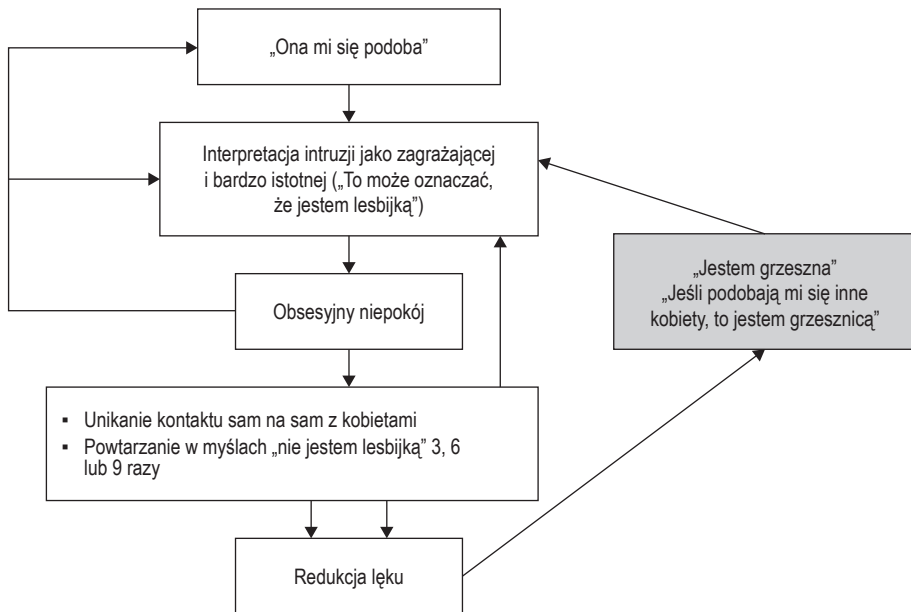 „Ona mi się podoba”
Interpretacja intruzji jako zagrażającej
i bardzo istotnej („To może oznaczać,
że jestem lesbijką”)
„Jestem grzeszna”
„Jeśli podobają mi się inne
kobiety, to jestem grzesznicą”
Obsesyjny niepokój
▪ Unikanie kontaktu sam na sam z kobietami
▪ Powtarzanie w myślach „nie jestem lesbijką” 3, 6
lub 9 razy
Redukcja lęku